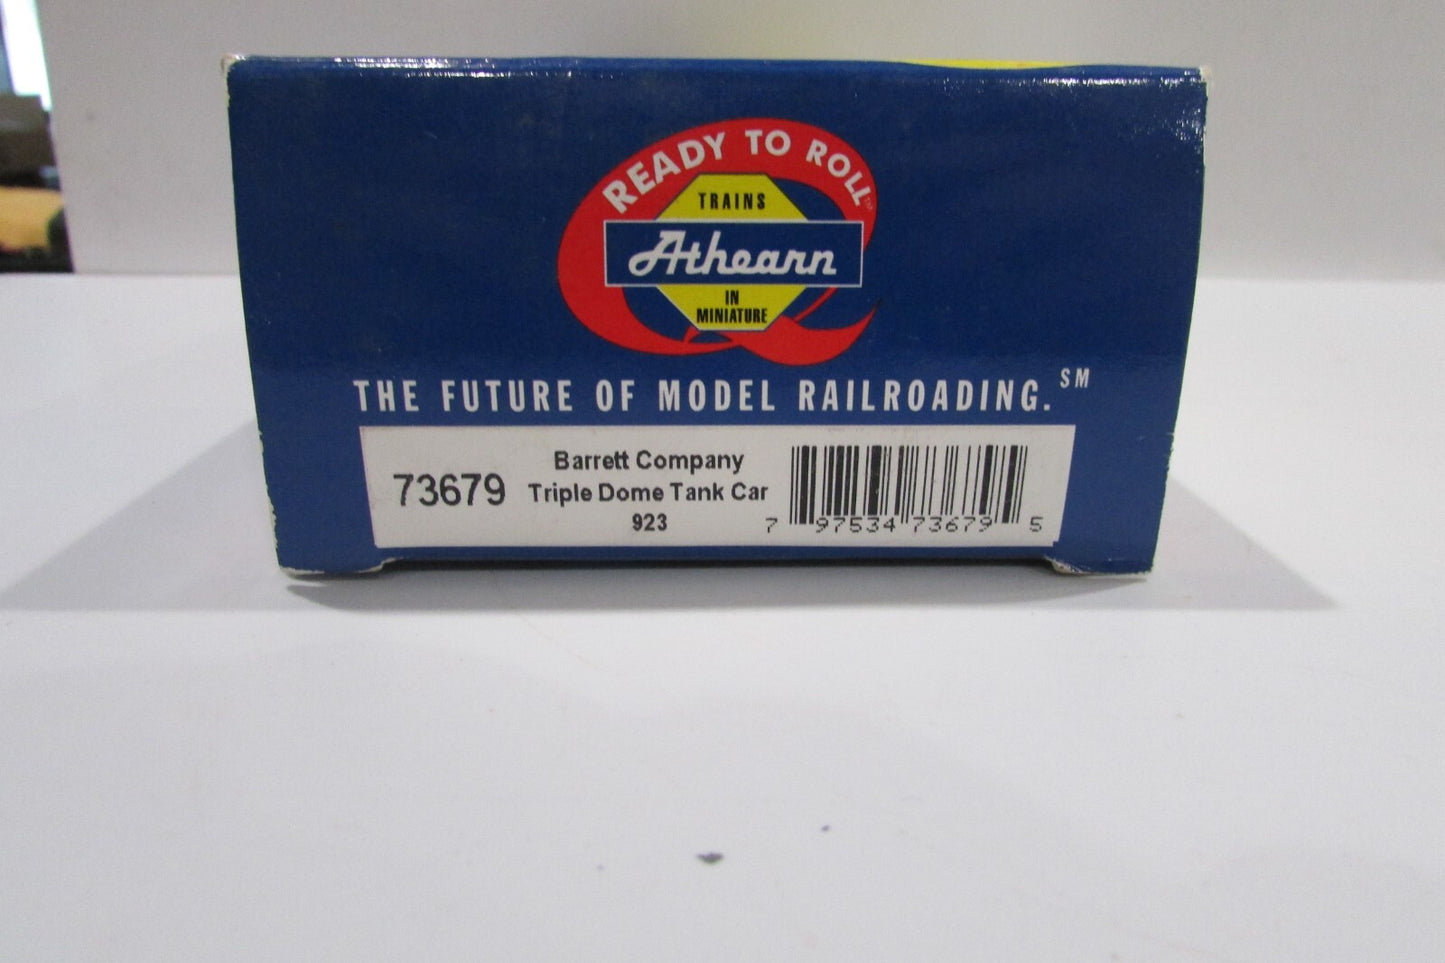 READY TO ROLL™
TRAINS
Athearn
IN
MINIATURE
THE FUTURE OF MODEL RAILROADING.℠
73679
Barrett Company
Triple Dome Tank Car
923
7 97534 73679 5